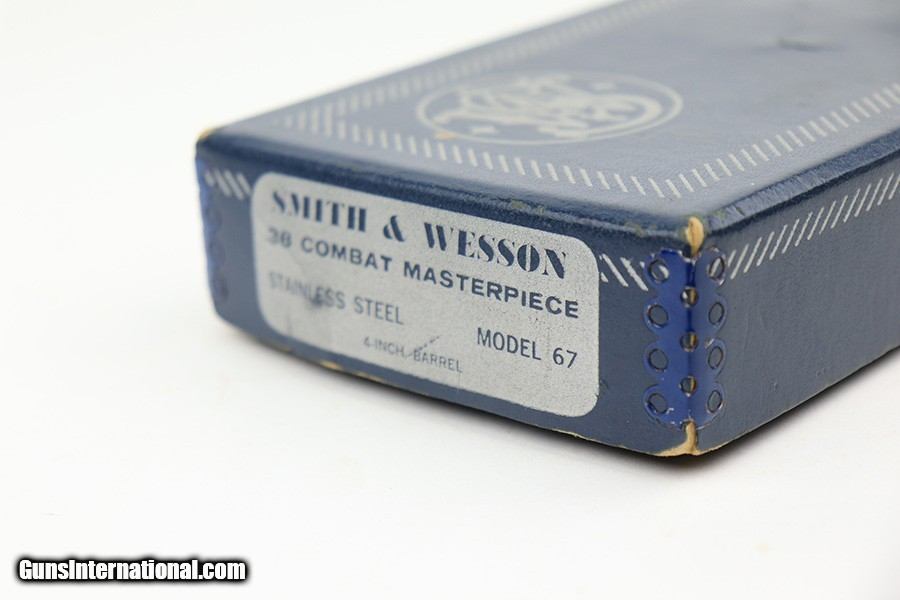 SMITH & WESSON
38 COMBAT MASTERPIECE
STAINLESS STEEL
MODEL 67
4-INCH BARREL
GunsInternational.com